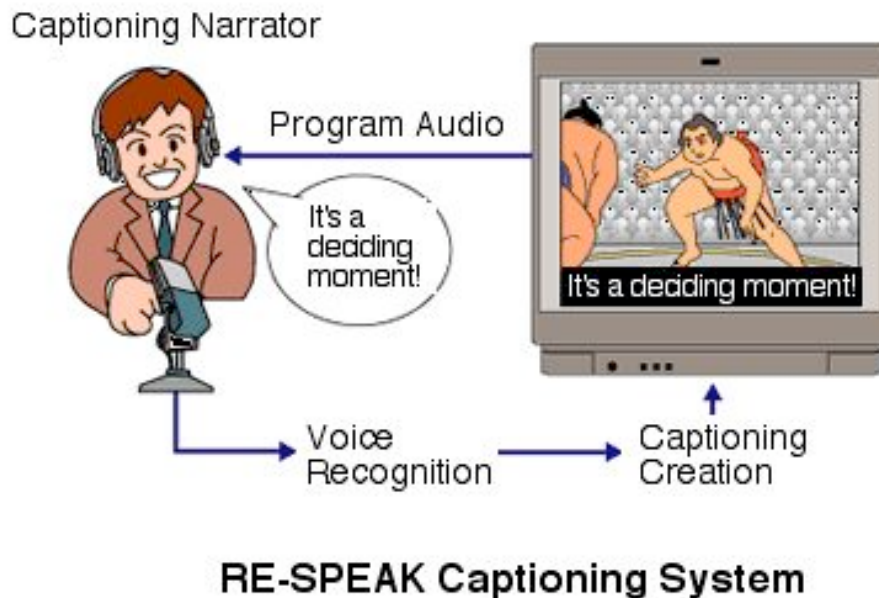 Captioning Narrator
Program Audio
It's a
deciding
moment!
It's a deciding moment!
Voice
Recognition
Captioning
Creation
RE-SPEAK Captioning System